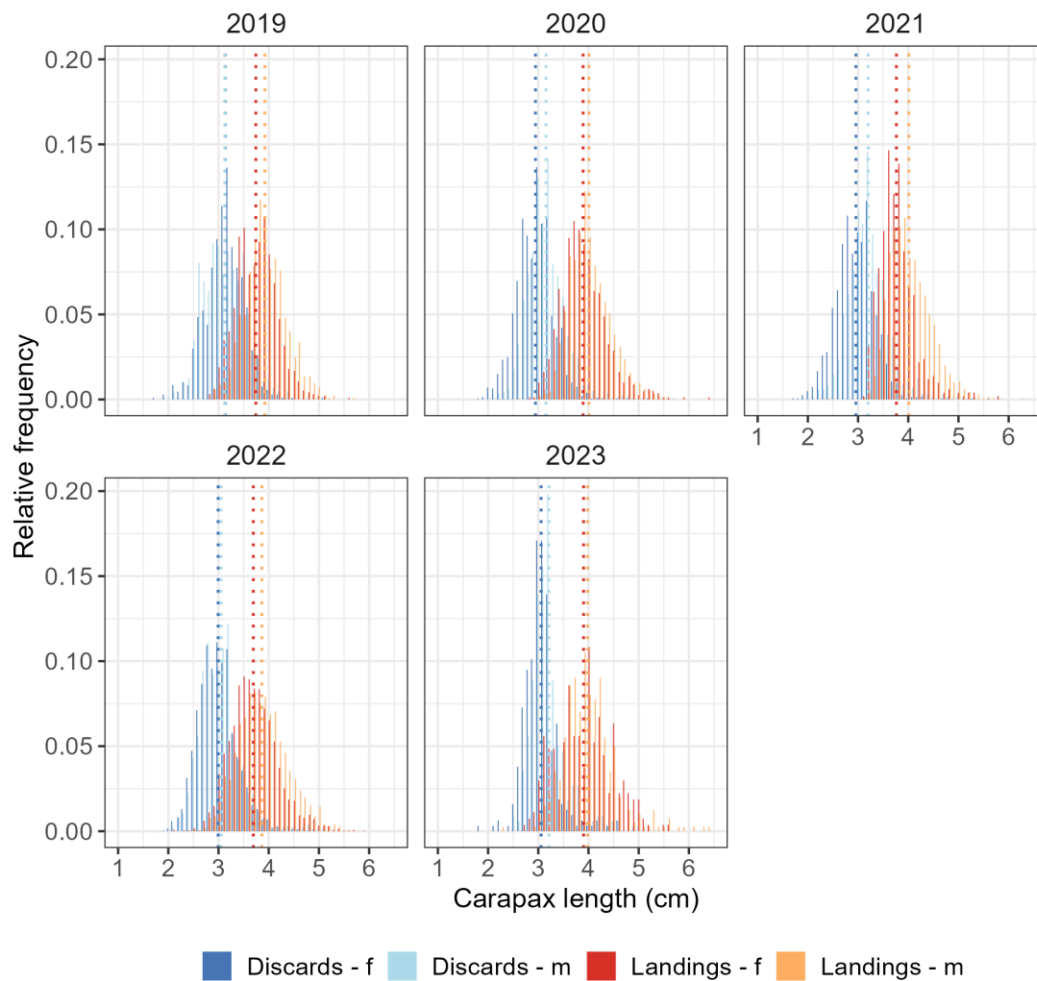 2019 2020 2021
0.20
0.15
0.10
0.05
0.00
1 2 3 4 5 6
2022 2023
Relative frequency
0.20
0.15
0.10
0.05
0.00
1 2 3 4 5 6 1 2 3 4 5 6
Carapax length (cm)
Discards - f Discards - m Landings - f Landings - m